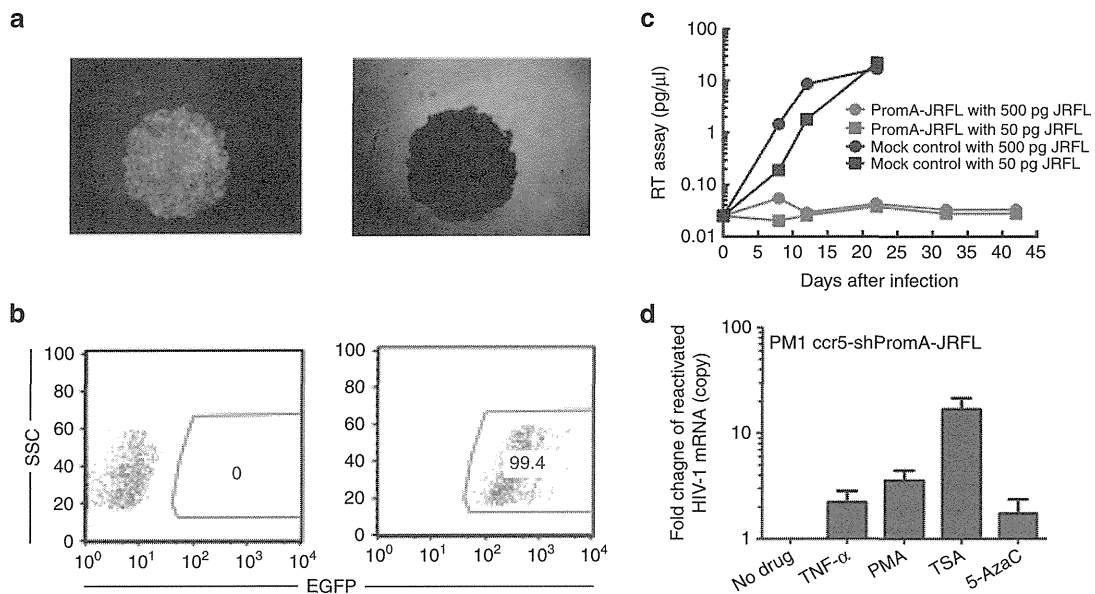 a
b
SSC
100
80
60
40
20
0
0
10⁰ 10¹ 10² 10³ 10⁴
100
80
60
40
20
0
99.4
10⁰ 10¹ 10² 10³ 10⁴
EGFP
c
RT assay (pg/µl)
100
10
1
0.10
0.01
PromA-JRFL with 500 pg JRFL
PromA-JRFL with 50 pg JRFL
Mock control with 500 pg JRFL
Mock control with 50 pg JRFL
0 5 10 15 20 25 30 35 40 45
Days after infection
d
Fold chagne of reactivated
HIV-1 mRNA (copy)
100
10
1
PM1 ccr5-shPromA-JRFL
No drug TNF-α PMA TSA 5-AzaC